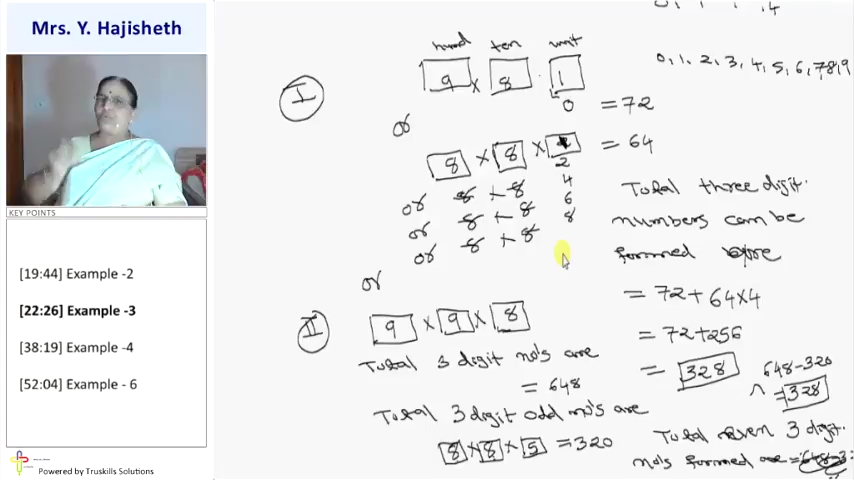 Mrs. Y. Hajisheth
KEY POINTS
[19:44] Example -2
[22:26] Example -3
[38:19] Example -4
[52:04] Example - 6
Powered by Truskills Solutions
0, 1, 2, 3, 4, 5, 6, 7, 8, 9
ten unit
I
9 × 8 . 1
0 = 72
or
8 × 8 × = 64
2
or 8 + 8 4
or 8 + 8 6
or 8 + 8 8
or
II 9 × 9 × 8
Total 3 digit no's are
= 648
Total 3 digit odd no's are
8 × 8 × 5 = 320
Total three digit
numbers can be
formed
= 72 + 64 × 4
= 72 + 256
= 328
648 - 320
= 328
Total even 3 digit
no's formed